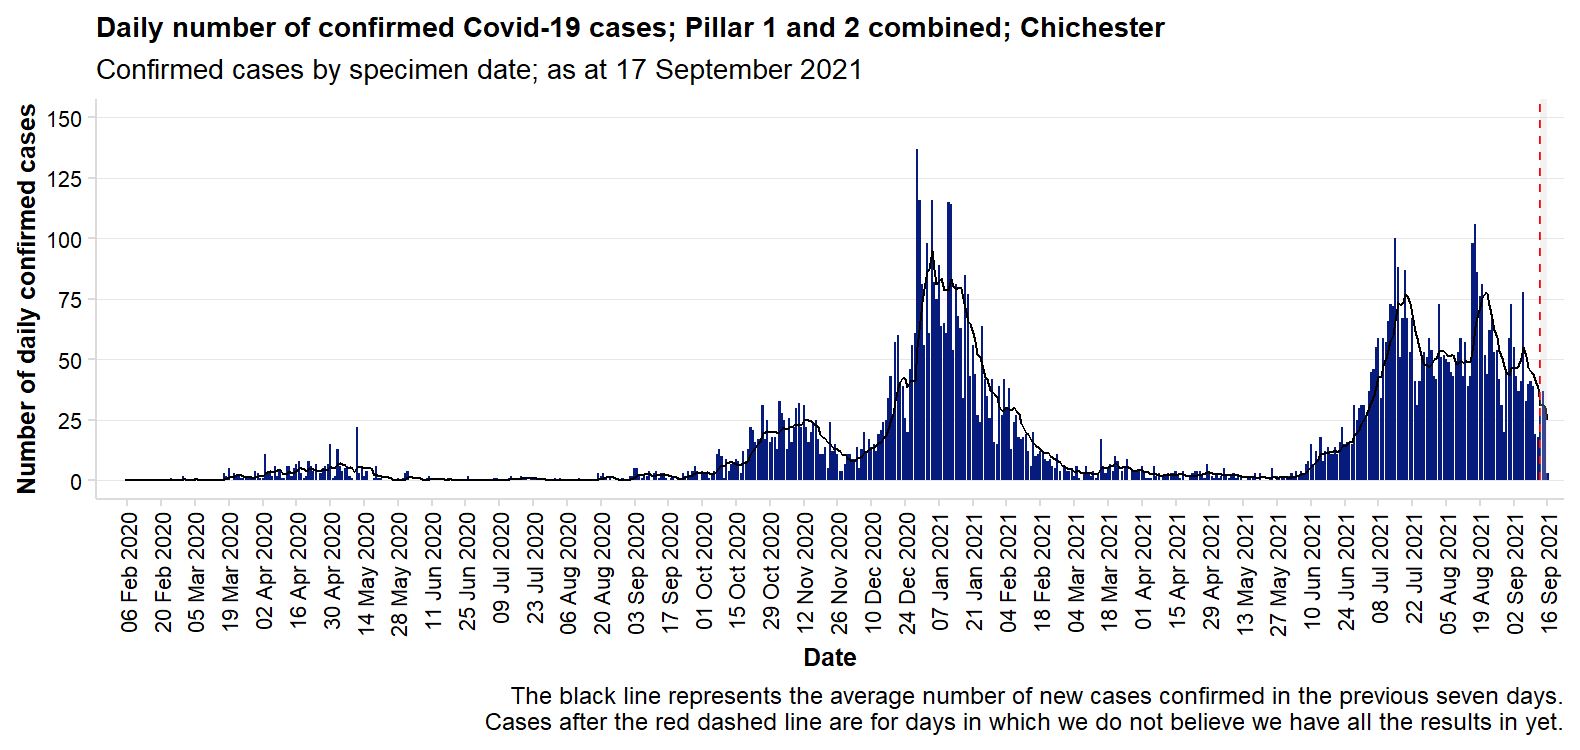 Daily number of confirmed Covid-19 cases; Pillar 1 and 2 combined; Chichester
Confirmed cases by specimen date; as at 17 September 2021
Number of daily confirmed cases
150
125
100
75
50
25
0
06 Feb 2020
20 Feb 2020
05 Mar 2020
19 Mar 2020
02 Apr 2020
16 Apr 2020
30 Apr 2020
14 May 2020
28 May 2020
11 Jun 2020
25 Jun 2020
09 Jul 2020
23 Jul 2020
06 Aug 2020
20 Aug 2020
03 Sep 2020
17 Sep 2020
01 Oct 2020
15 Oct 2020
29 Oct 2020
12 Nov 2020
26 Nov 2020
10 Dec 2020
24 Dec 2020
07 Jan 2021
21 Jan 2021
04 Feb 2021
18 Feb 2021
04 Mar 2021
18 Mar 2021
01 Apr 2021
15 Apr 2021
29 Apr 2021
13 May 2021
27 May 2021
10 Jun 2021
24 Jun 2021
08 Jul 2021
22 Jul 2021
05 Aug 2021
19 Aug 2021
02 Sep 2021
16 Sep 2021
Date
The black line represents the average number of new cases confirmed in the previous seven days.
Cases after the red dashed line are for days in which we do not believe we have all the results in yet.